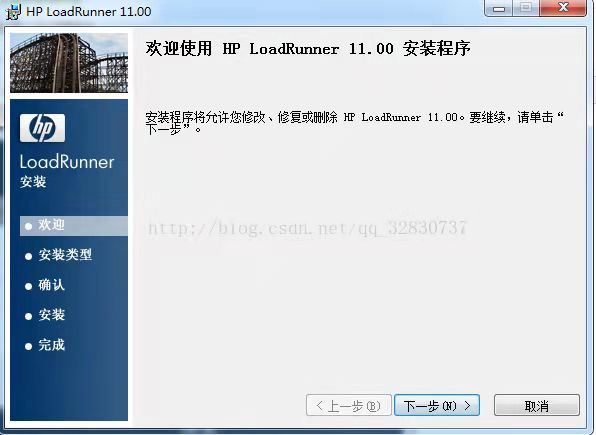 HP LoadRunner 11.00
欢迎使用 HP LoadRunner 11.00 安装程序
安装程序将允许您修改、修复或删除 HP LoadRunner 11.00。要继续，请单击“
下一步”。
hp
LoadRunner
安装
欢迎
安装类型
确认
安装
完成
http://blog.csdn.net/qq_32830737
< 上一步(B)
下一步(N) >
取消